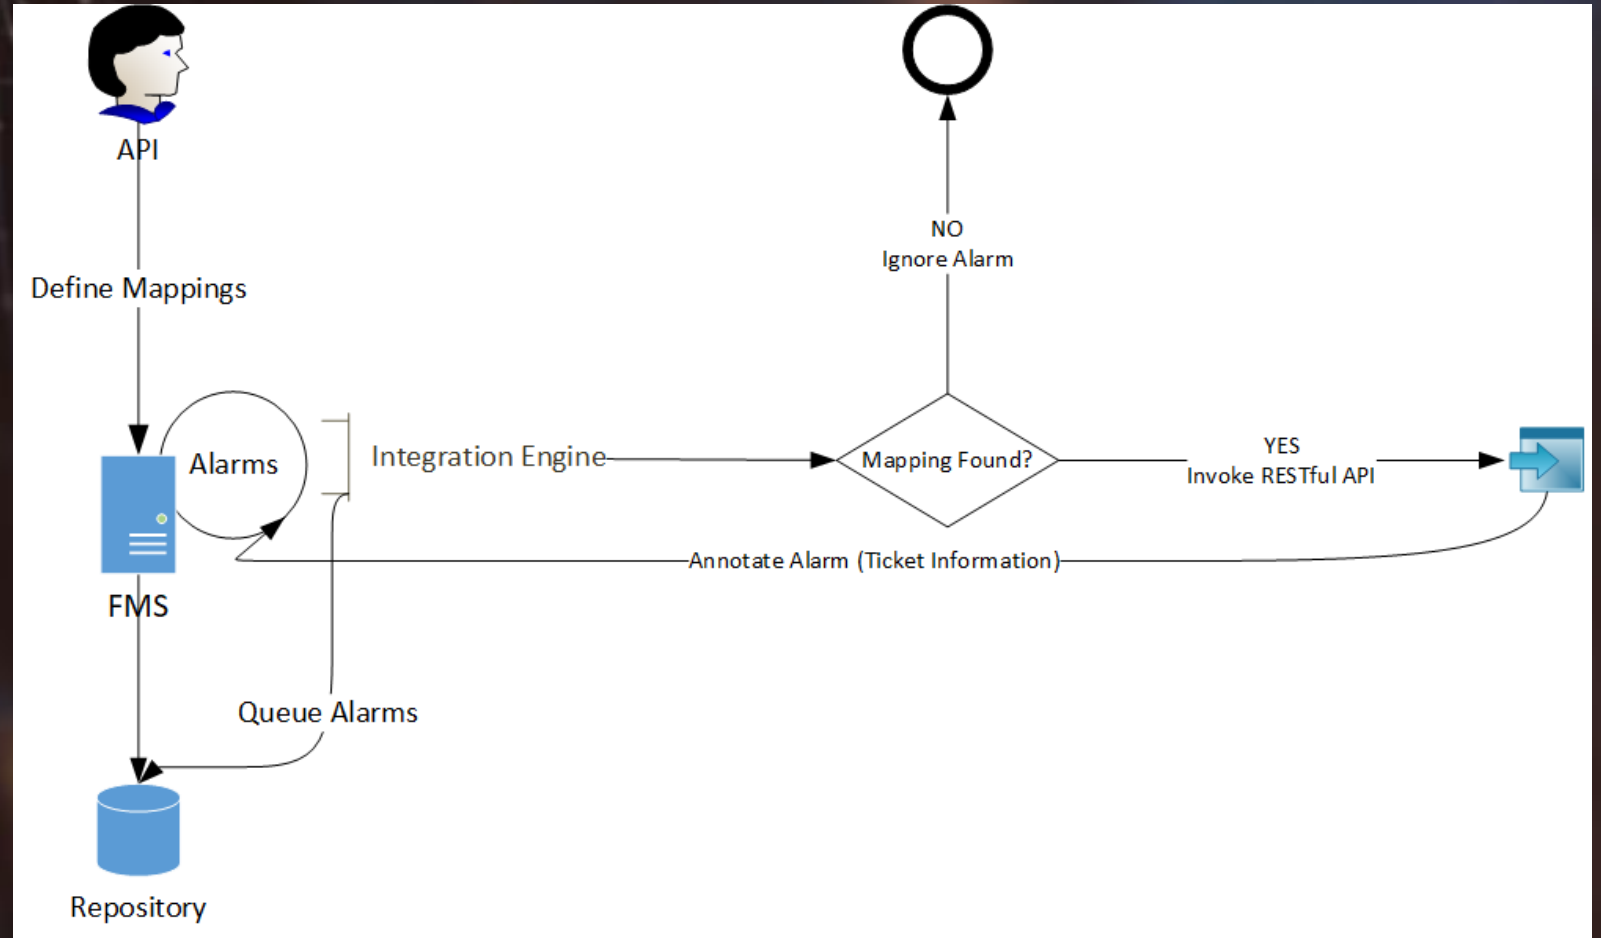 API
NO
Ignore Alarm
Define Mappings
Alarms
Integration Engine
Mapping Found?
YES
Invoke RESTful API
Annotate Alarm (Ticket Information)
FMS
Queue Alarms
Repository